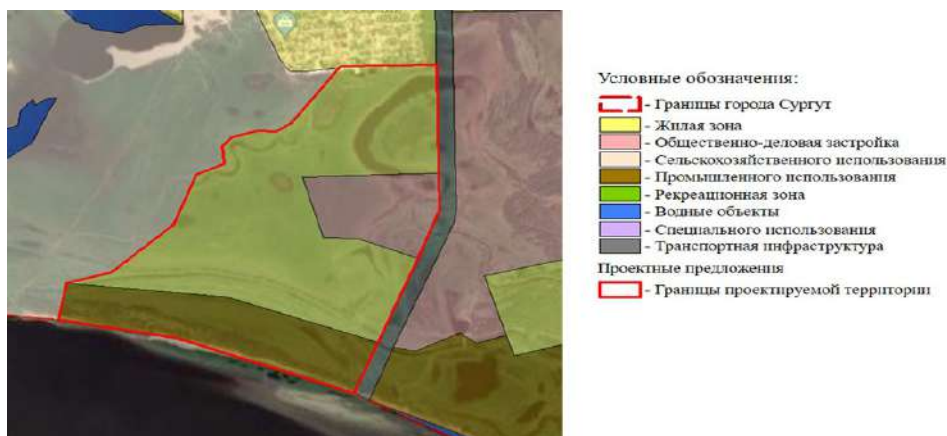 Условные обозначения:
- Границы города Сургут
- Жилая зона
- Общественно-деловая застройка
- Сельскохозяйственного использования
- Промышленного использования
- Рекреационная зона
- Водные объекты
- Специального использования
- Транспортная инфраструктура
Проектные предложения
- Границы проектируемой территории